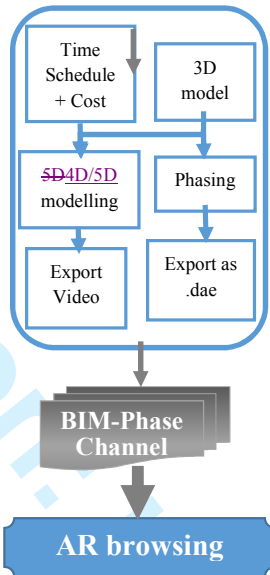 Time
Schedule
+ Cost
3D
model
5D4D/5D
modelling
Phasing
Export
Video
Export as
.dae
BIM-Phase
Channel
AR browsing